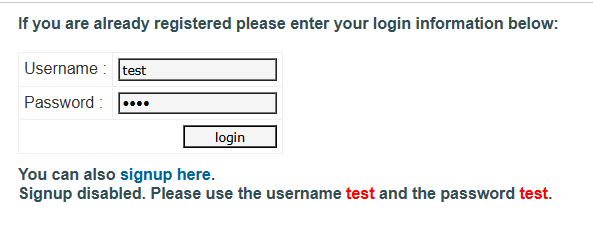 If you are already registered please enter your login information below:
Username : test
Password : ••••
login
You can also signup here.
Signup disabled. Please use the username test and the password test.